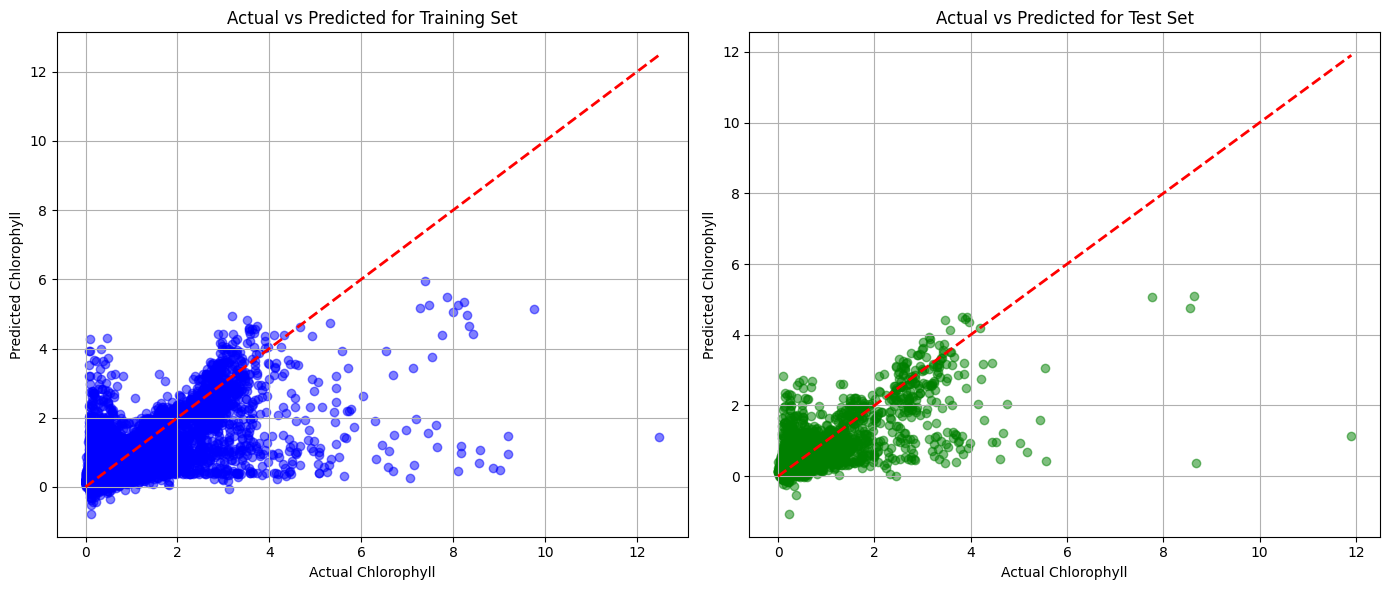 Actual vs Predicted for Training Set
Predicted Chlorophyll
12
10
8
6
4
2
0
0 2 4 6 8 10 12
Actual Chlorophyll
Actual vs Predicted for Test Set
Predicted Chlorophyll
12
10
8
6
4
2
0
0 2 4 6 8 10 12
Actual Chlorophyll